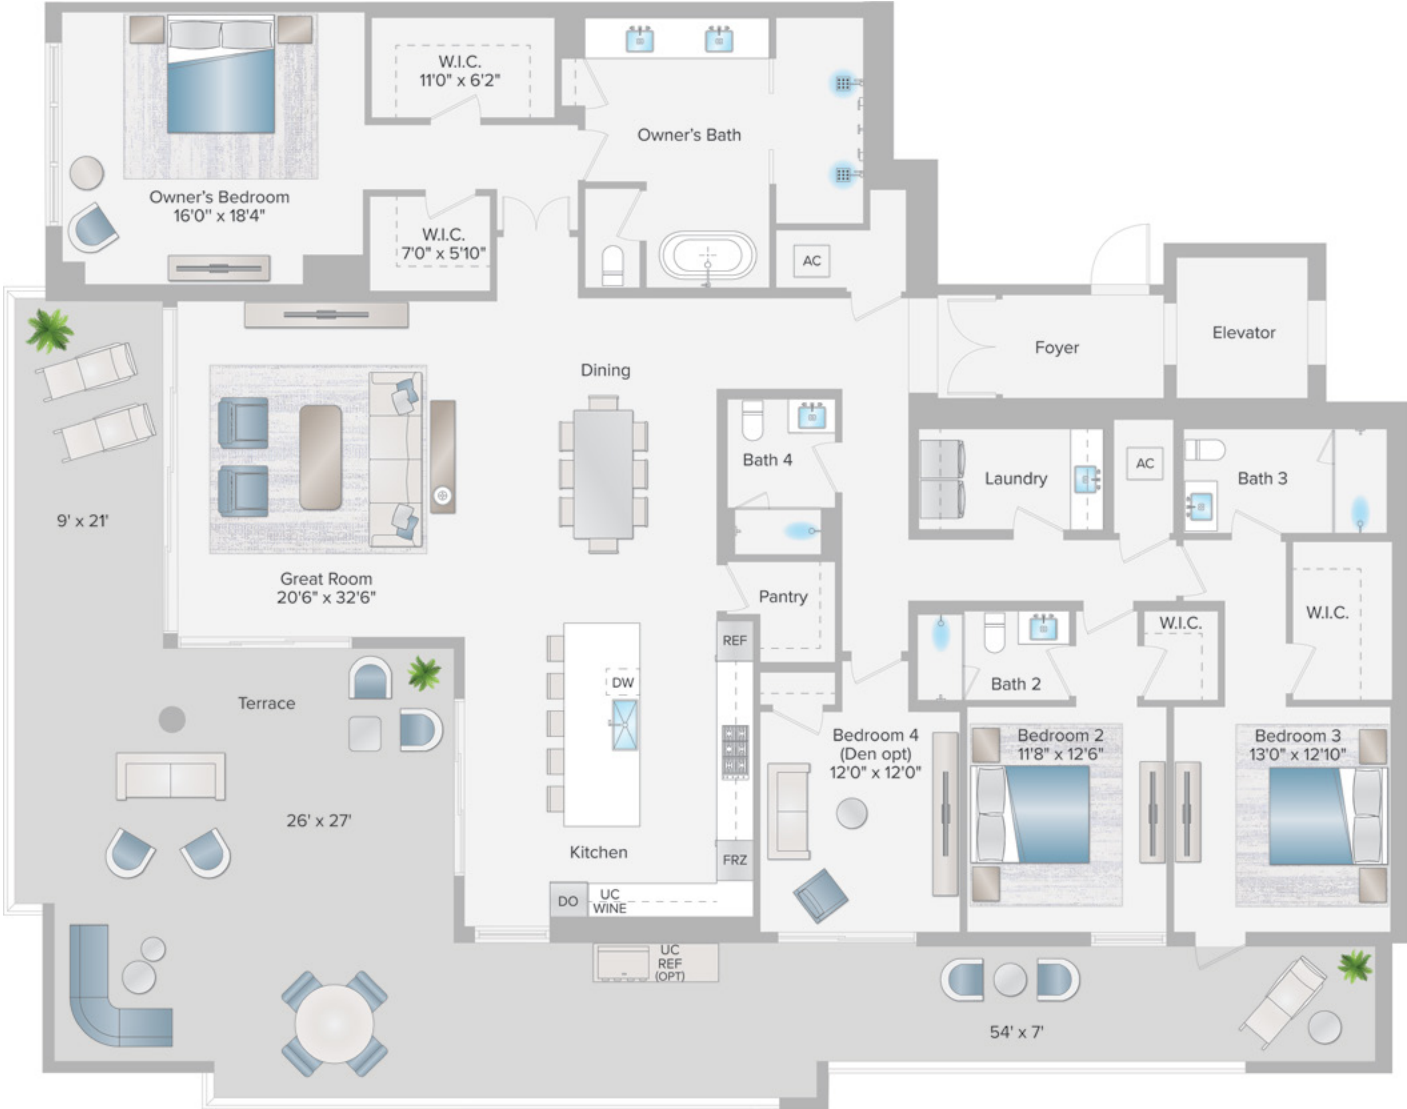 W.I.C.
11'0" x 6'2"
Owner's Bath
Owner's Bedroom
16'0" x 18'4"
W.I.C.
7'0" x 5'10"
AC
Foyer
Elevator
Dining
Bath 4
Laundry
AC
Bath 3
9' x 21'
Great Room
20'6" x 32'6"
Pantry
W.I.C.
W.I.C.
REF
DW
Bath 2
Terrace
Bedroom 4
(Den opt)
12'0" x 12'0"
Bedroom 2
11'8" x 12'6"
Bedroom 3
13'0" x 12'10"
26' x 27'
Kitchen
FRZ
DO
UC
WINE
UC
REF
(OPT)
54' x 7'